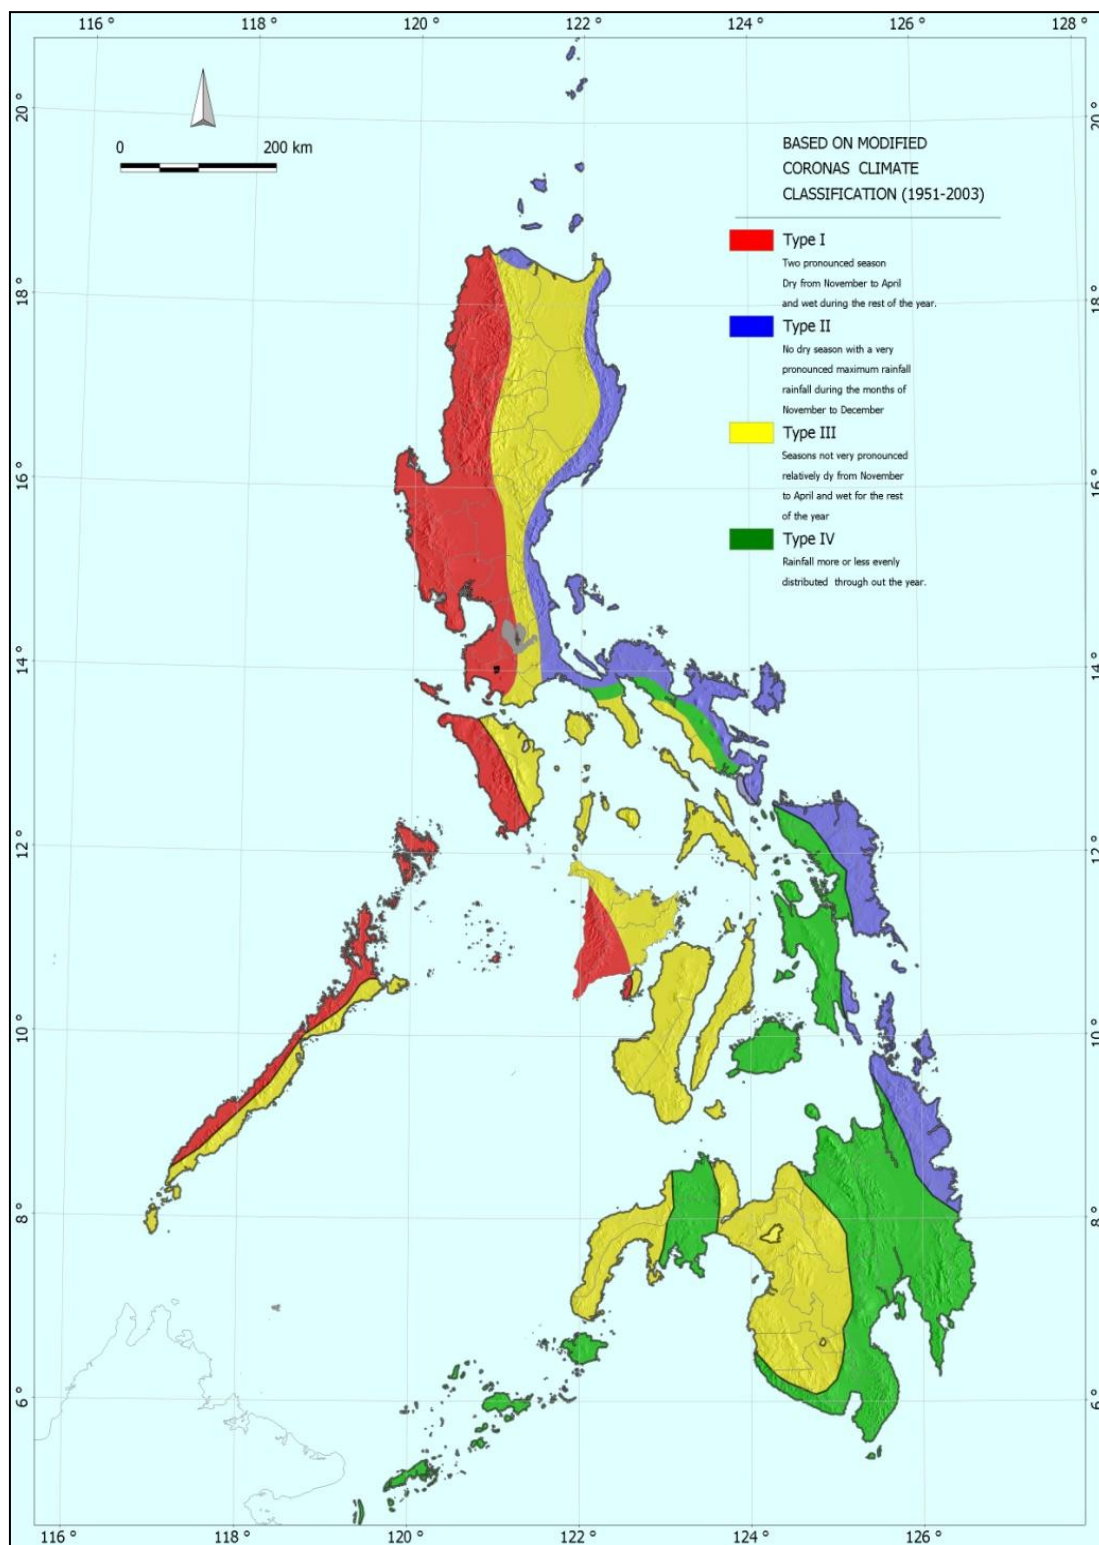 116 ° 118 ° 120 ° 122 ° 124 ° 126 ° 128 °
20 ° 20 °
0 200 km
BASED ON MODIFIED
CORONAS CLIMATE
CLASSIFICATION (1951-2003)
Type I
Two pronounced season
Dry from November to April
and wet during the rest of the year.
18 ° 18 °
Type II
No dry season with a very
pronounced maximum rainfall
rainfall during the months of
November to December
Type III
Seasons not very pronounced
relatively dy from November
to April and wet for the rest
of the year
16 ° 16 °
Type IV
Rainfall more or less evenly
distributed through out the year.
14 ° 14 °
12 ° 12 °
10 ° 10 °
8 ° 8 °
6 ° 6 °
116 ° 118 ° 120 ° 122 ° 124 ° 126 °